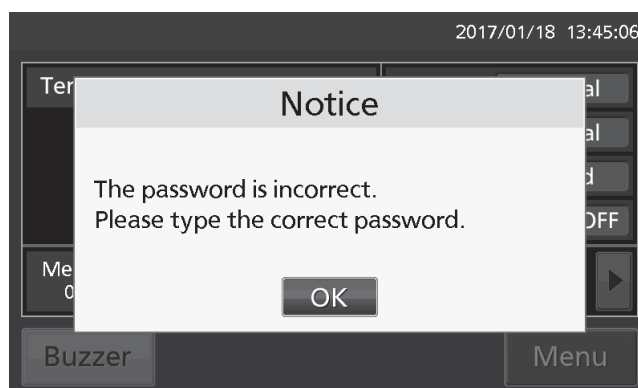 2017/01/18 13:45:06
Notice
The password is incorrect.
Please type the correct password.
OK
Buzzer
Menu